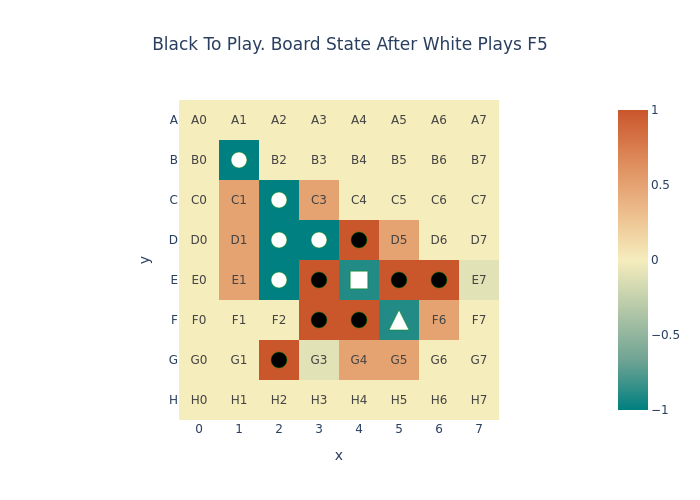 Black To Play. Board State After White Plays F5
A A0 A1 A2 A3 A4 A5 A6 A7
B B0 B2 B3 B4 B5 B6 B7
C C0 C1 C3 C4 C5 C6 C7
D D0 D1 D5 D6 D7
E E0 E1 E7
F F0 F1 F2 F6 F7
G G0 G1 G3 G4 G5 G6 G7
H H0 H1 H2 H3 H4 H5 H6 H7
0 1 2 3 4 5 6 7
x
y
1
0.5
0
−0.5
−1